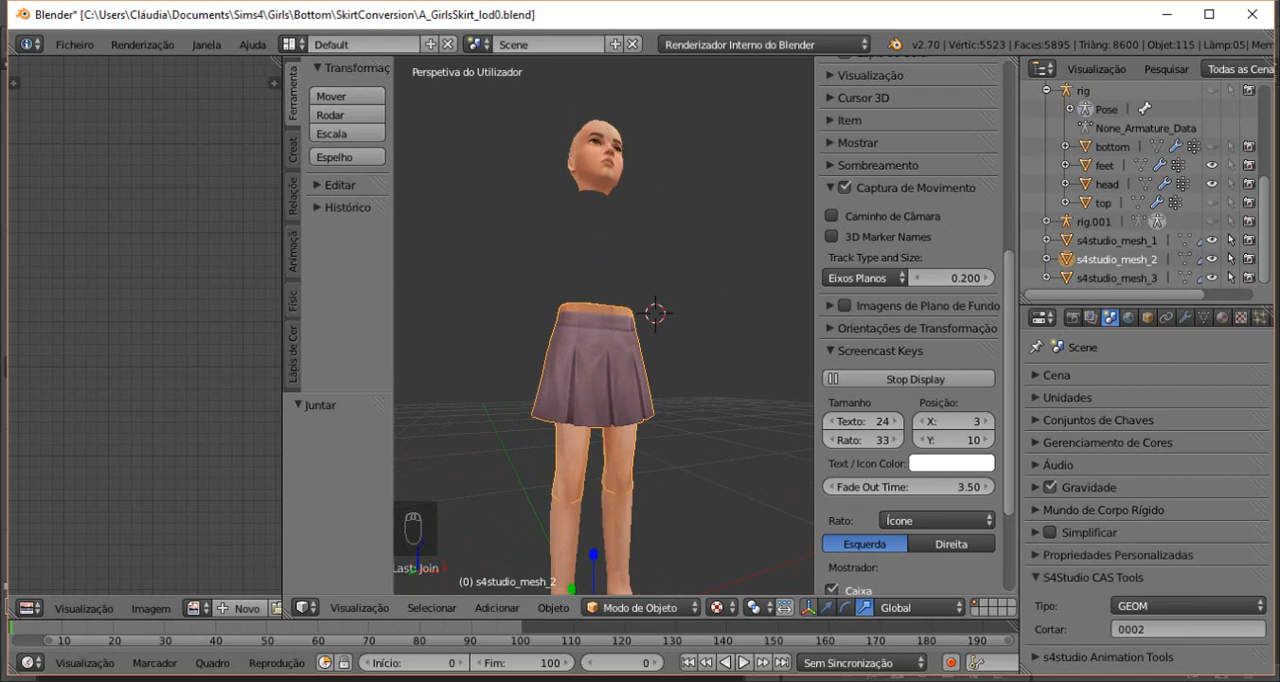 Blender* [C:\Users\Cláudia\Documents\Sims4\Girls\Bottom\SkirtConversion\A_GirlsSkirt_lod0.blend]
Ficheiro Renderização Janela Ajuda Default Scene Renderizador Interno do Blender v2.70 | Vértic:5523 | Faces:5895 | Triâng: 8600 | Objet:115 | Lâmp:05 | Mem
Transformaç
Mover
Rodar
Escala
Espelho
Editar
Histórico
Juntar
Ferramenta
Creat
Relaçõe
Animaçã
Físic
Lápis de Cer
Perspetiva do Utilizador
Last: Join
(0) s4studio_mesh_2
Visualização
Cursor 3D
Item
Mostrar
Sombreamento
Captura de Movimento
Caminho de Câmara
3D Marker Names
Track Type and Size:
Eixos Planos 0.200
Imagens de Plano de Fundo
Orientações de Transformação
Screencast Keys
Stop Display
Tamanho Posição:
Texto: 24 X: 3
Rato: 33 Y: 10
Text / Icon Color:
Fade Out Time: 3.50
Rato: Ícone
Esquerda Direita
Mostrador:
Caixa
Visualização Pesquisar Todas as Cena
rig
Pose
None_Armature_Data
bottom
feet
head
top
rig.001
s4studio_mesh_1
s4studio_mesh_2
s4studio_mesh_3
Scene
Cena
Unidades
Conjuntos de Chaves
Gerenciamento de Cores
Áudio
Gravidade
Mundo de Corpo Rígido
Simplificar
Propriedades Personalizadas
S4Studio CAS Tools
Tipo: GEOM
Cortar: 0002
s4studio Animation Tools
Visualização Imagem Novo
Visualização Selecionar Adicionar Objeto Modo de Objeto Global
10 20 30 40 50 60 70 80 90 100 110 120 130 140 150 160 170 180 190
Visualização Marcador Quadro Reprodução Início: 0 Fim: 100 0 Sem Sincronização